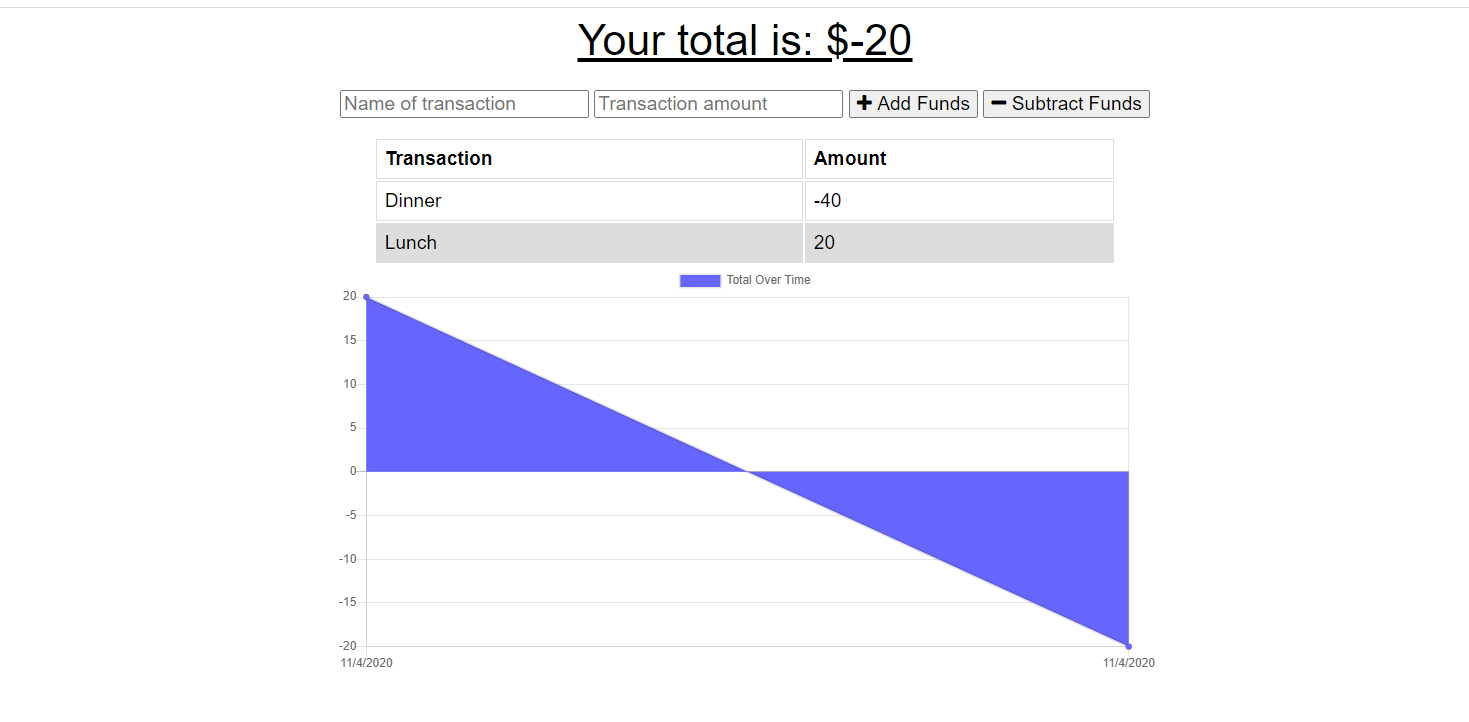 Your total is: $-20
Name of transaction Transaction amount + Add Funds − Subtract Funds
Transaction Amount
Dinner -40
Lunch 20
Total Over Time
20
15
10
5
0
-5
-10
-15
-20
11/4/2020 11/4/2020